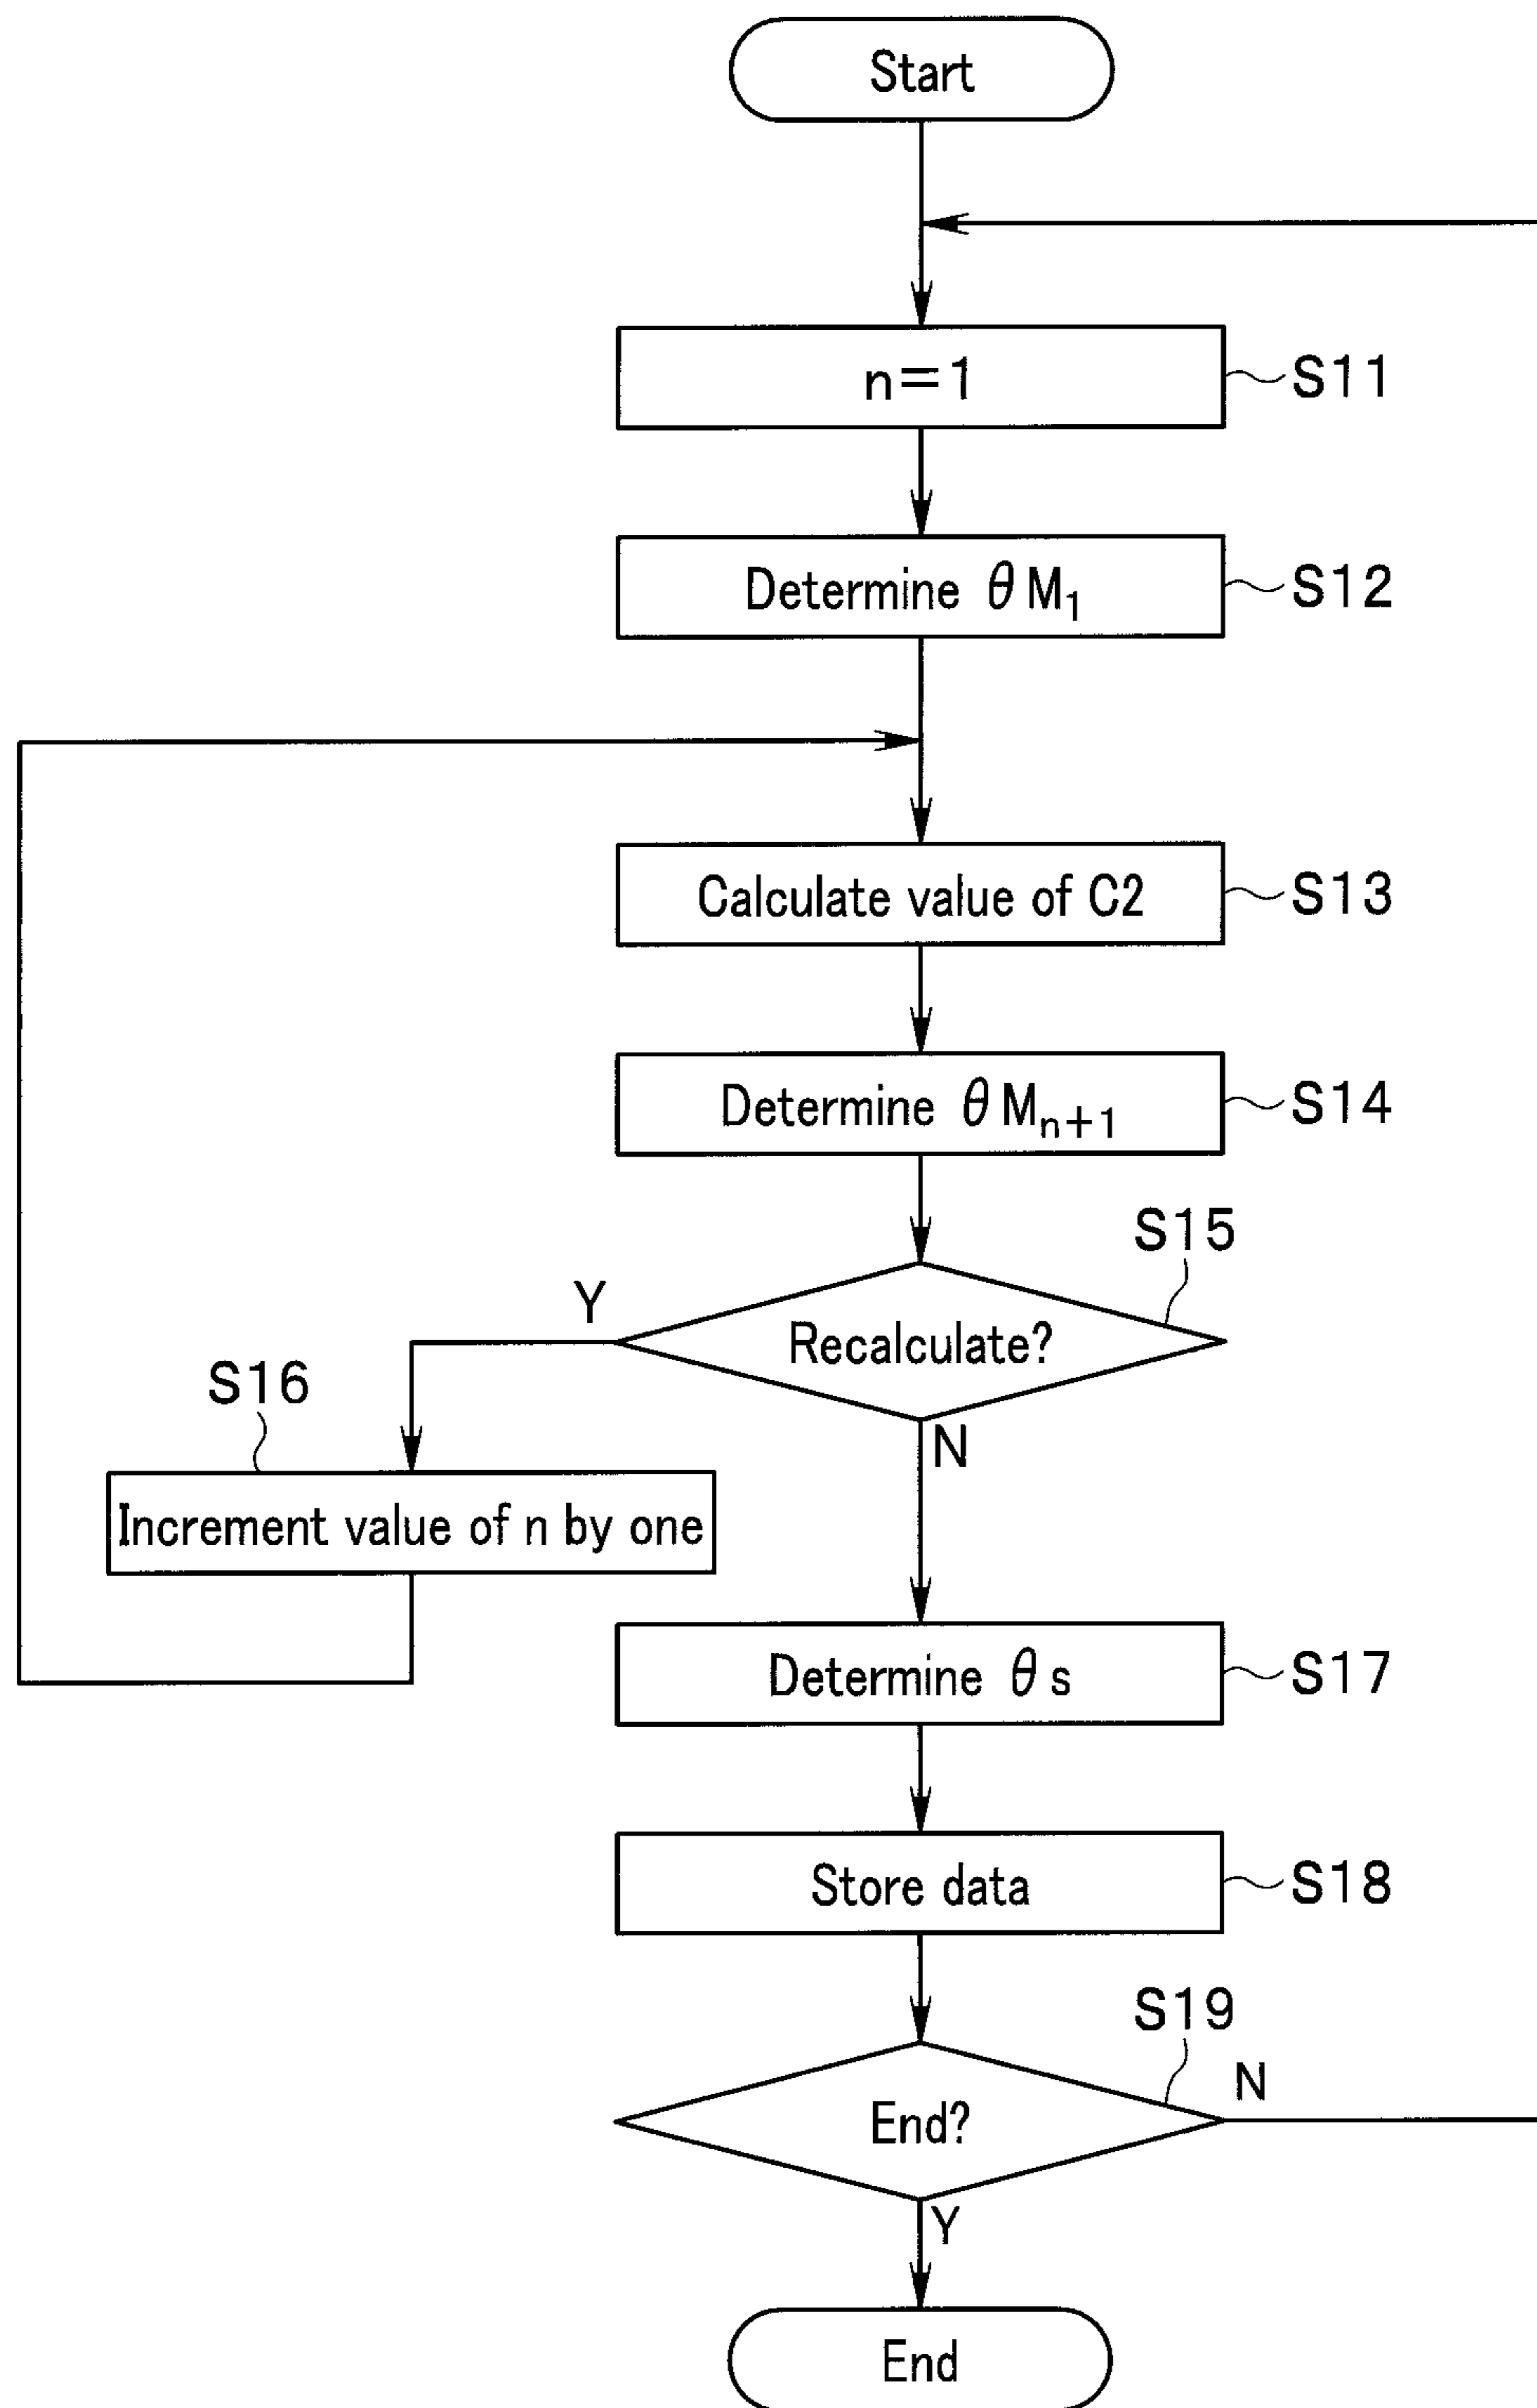 Start
n=1
S11
Determine θM₁
S12
Calculate value of C2
S13
Determine θMₙ₊₁
S14
S15
Y
Recalculate?
S16
N
Increment value of n by one
Determine θs
S17
Store data
S18
S19
N
End?
Y
End